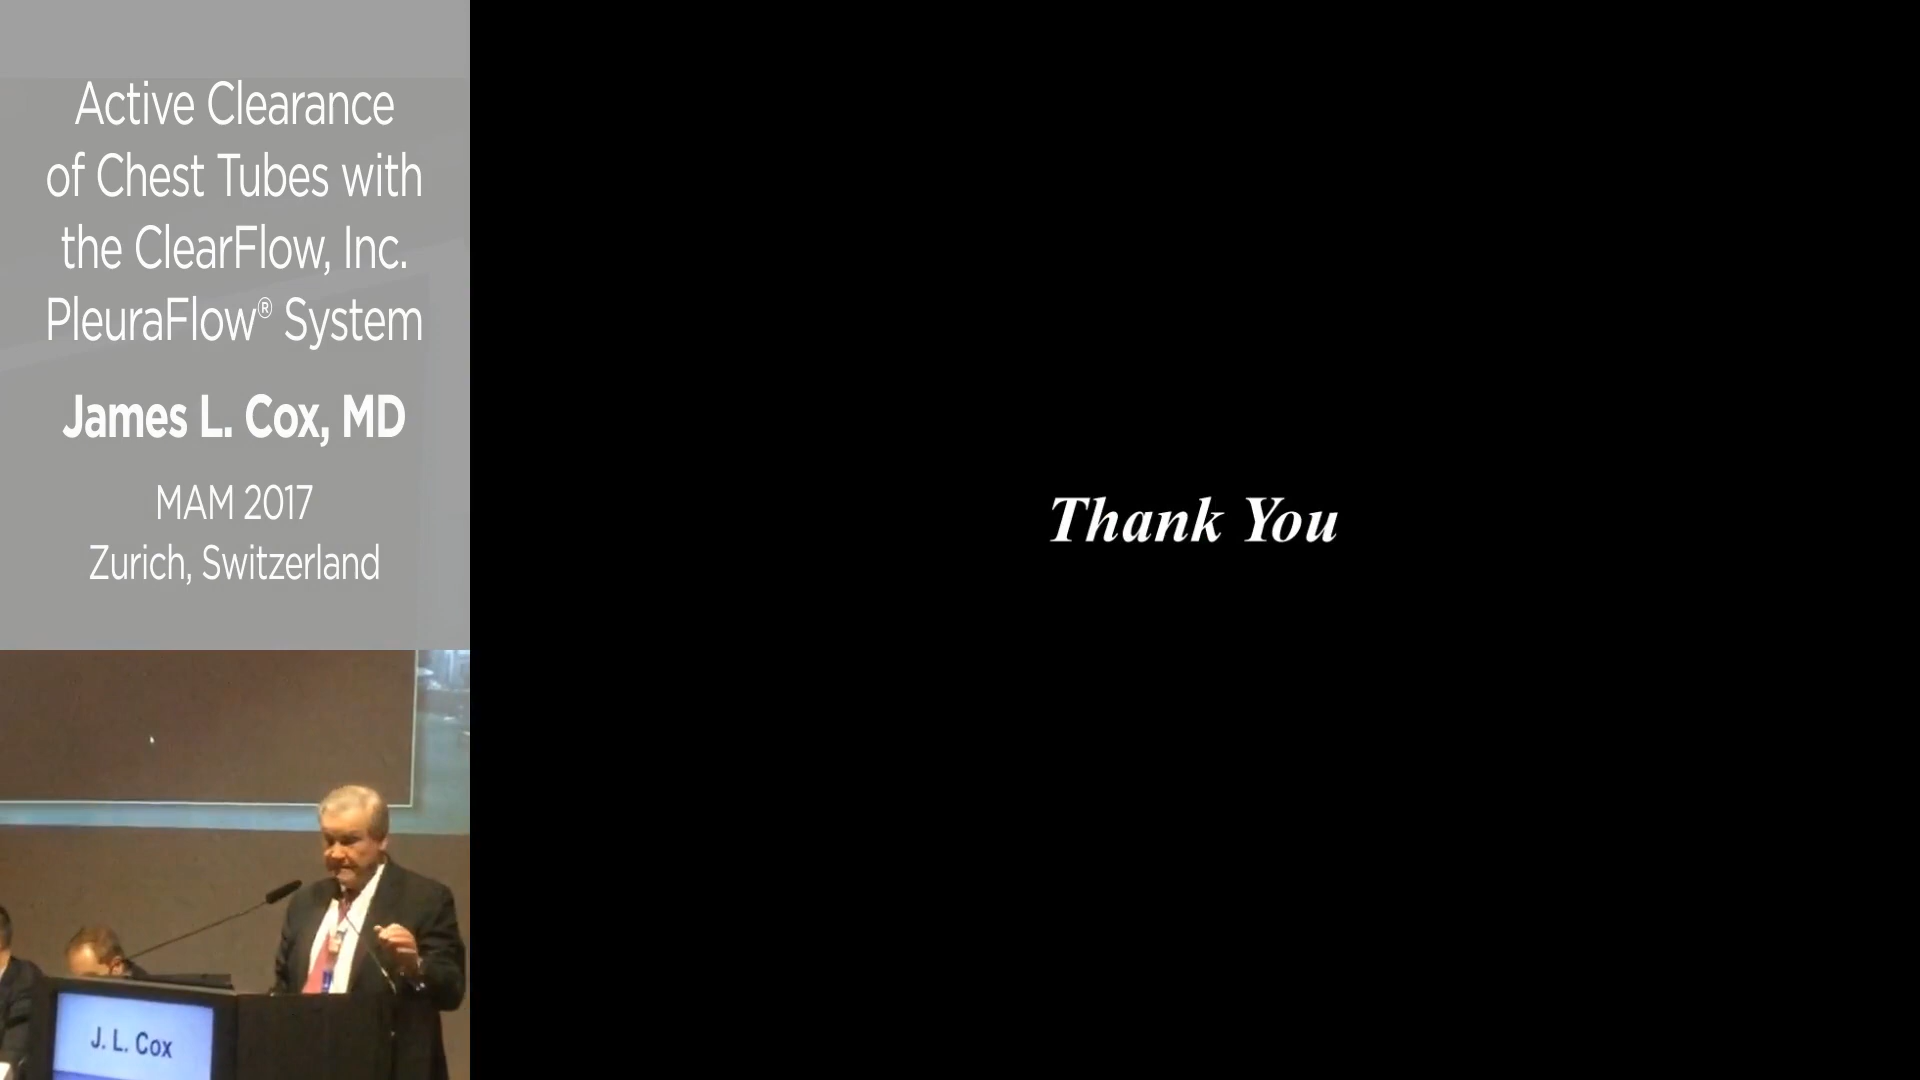 Active Clearance
of Chest Tubes with
the ClearFlow, Inc.
PleuraFlow® System
James L. Cox, MD
MAM 2017
Zurich, Switzerland
Thank You
J. L. Cox